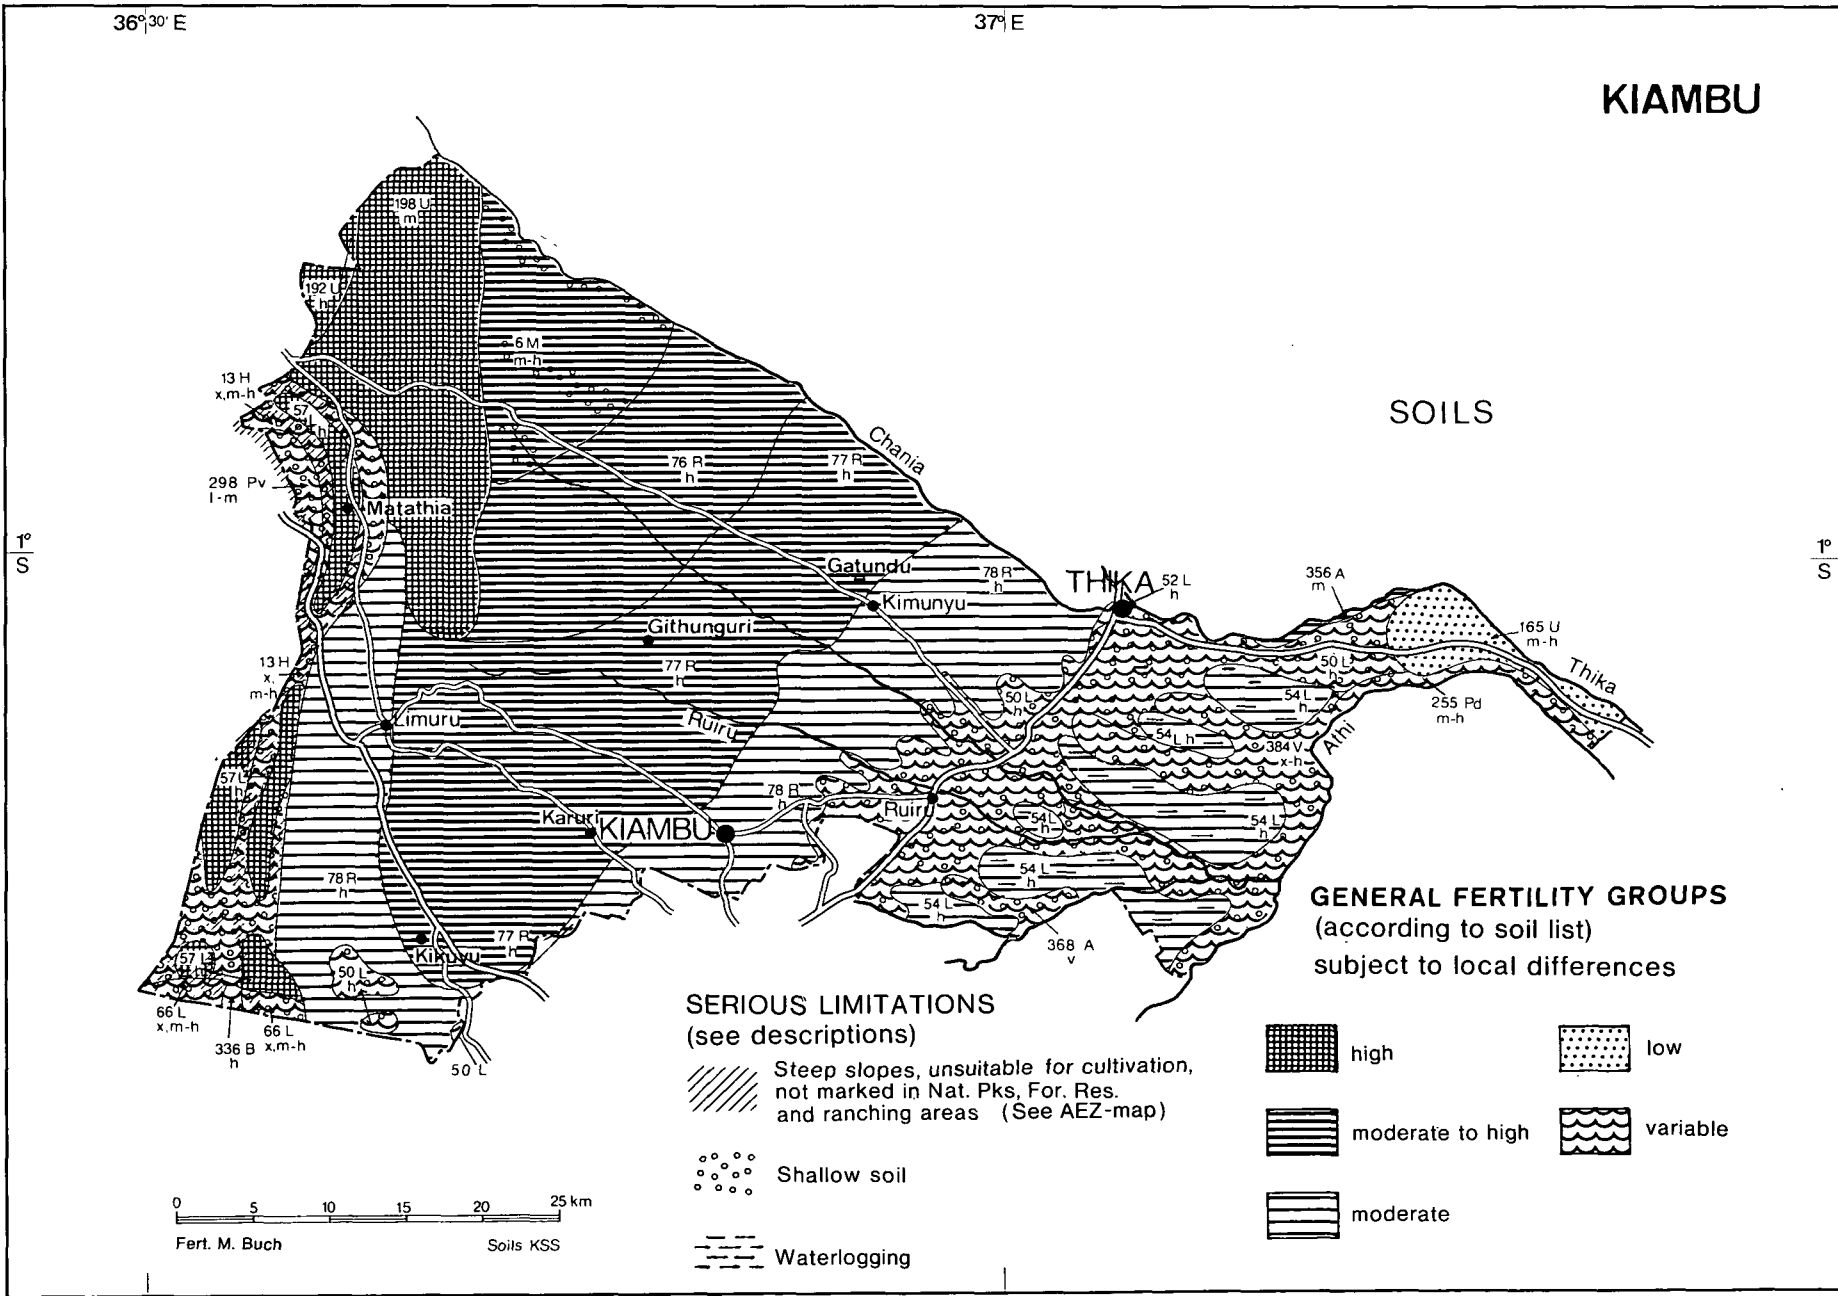 36° 30' E
37° E
KIAMBU
198 U
m
192 U
h
6 M
m-h
13 H
x,m-h
57 L
h
SOILS
Chania
76 R
h
77 R
h
298 Pv
l-m
Matathia
1°
S
1°
S
Gatundu
78 R
h
THIKA
52 L
h
356 A
m
Kimunyu
Githunguri
165 U
m-h
13 H
x,
m-h
77 R
h
50 L
h
Thika
50 L
h
54 L
h
255 Pd
m-h
Limuru
Ruiru
54 L h
384 V
x-h
Athi
57 L
h
78 R
h
Ruiru
Karuri
KIAMBU
54 L
h
54 L
h
54 L
h
78 R
h
54 L
h
GENERAL FERTILITY GROUPS
(according to soil list)
subject to local differences
77 R
h
368 A
v
Kikuyu
57 L
h
50 L
h
66 L
x,m-h
66 L
x,m-h
336 B
h
50 L
SERIOUS LIMITATIONS
(see descriptions)
Steep slopes, unsuitable for cultivation,
not marked in Nat. Pks, For. Res.
and ranching areas (See AEZ-map)
Shallow soil
Waterlogging
high
low
moderate to high
variable
moderate
0 5 10 15 20 25 km
Fert. M. Buch
Soils KSS